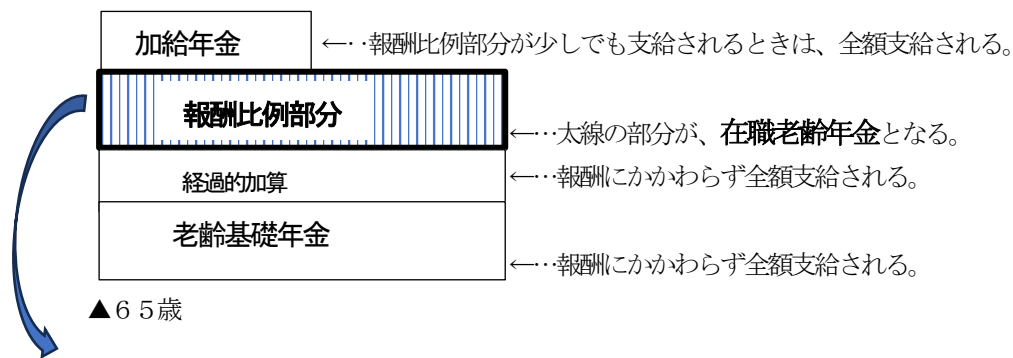 加給年金 ←‥報酬比例部分が少しでも支給されるときは、全額支給される。
報酬比例部分
←…太線の部分が、在職老齢年金となる。
経過的加算 ←…報酬にかかわらず全額支給される。
老齢基礎年金
←…報酬にかかわらず全額支給される。
▲６５歳